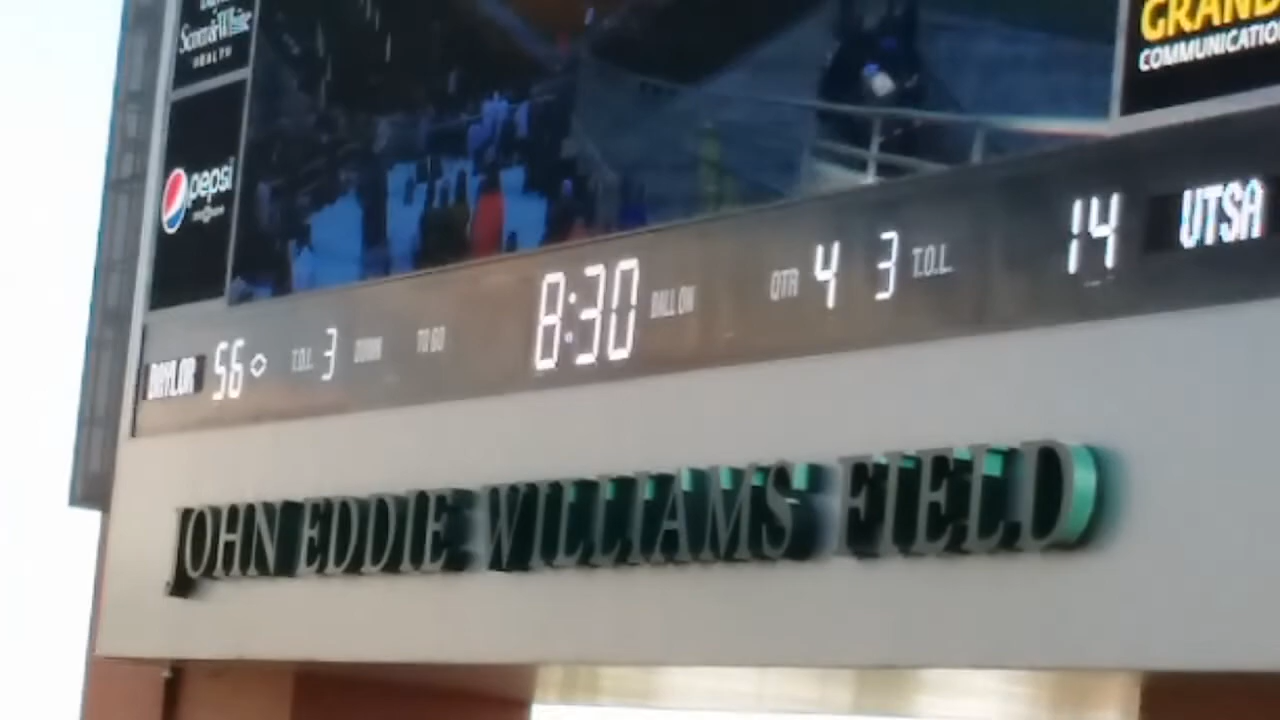 Scott&White
HEALTH
pepsi
GRAND
COMMUNICATIO
BAYLOR 56 T.O.L. 3 DOWN TO GO 8:30 BALL ON QTR 4 3 T.O.L. 14 UTSA
JOHN EDDIE WILLIAMS FIELD